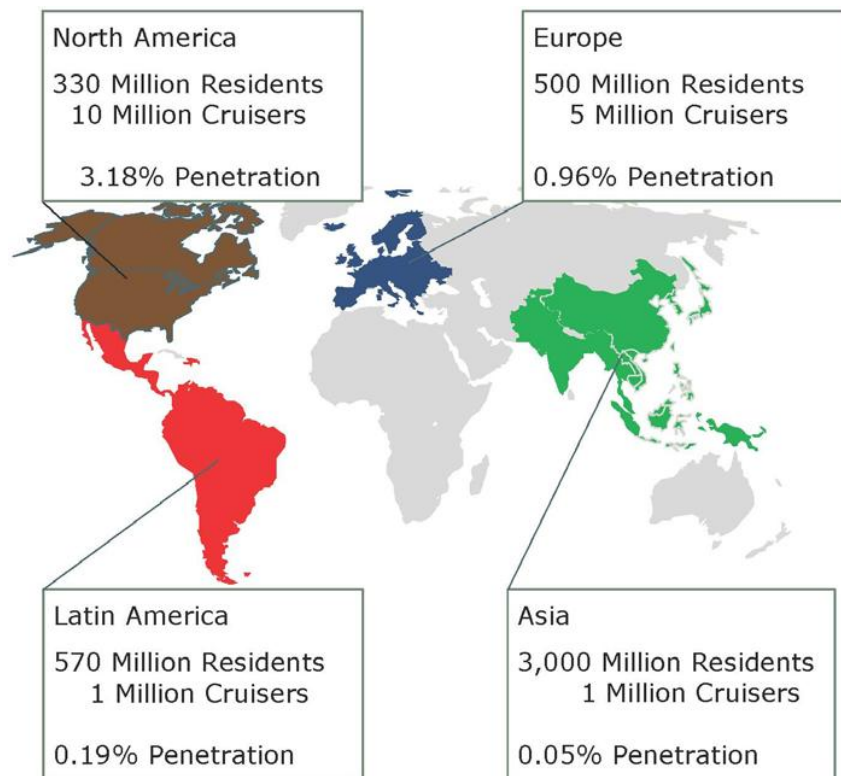 North America
330 Million Residents
10 Million Cruisers
3.18% Penetration
Europe
500 Million Residents
5 Million Cruisers
0.96% Penetration
Latin America
570 Million Residents
1 Million Cruisers
0.19% Penetration
Asia
3,000 Million Residents
1 Million Cruisers
0.05% Penetration